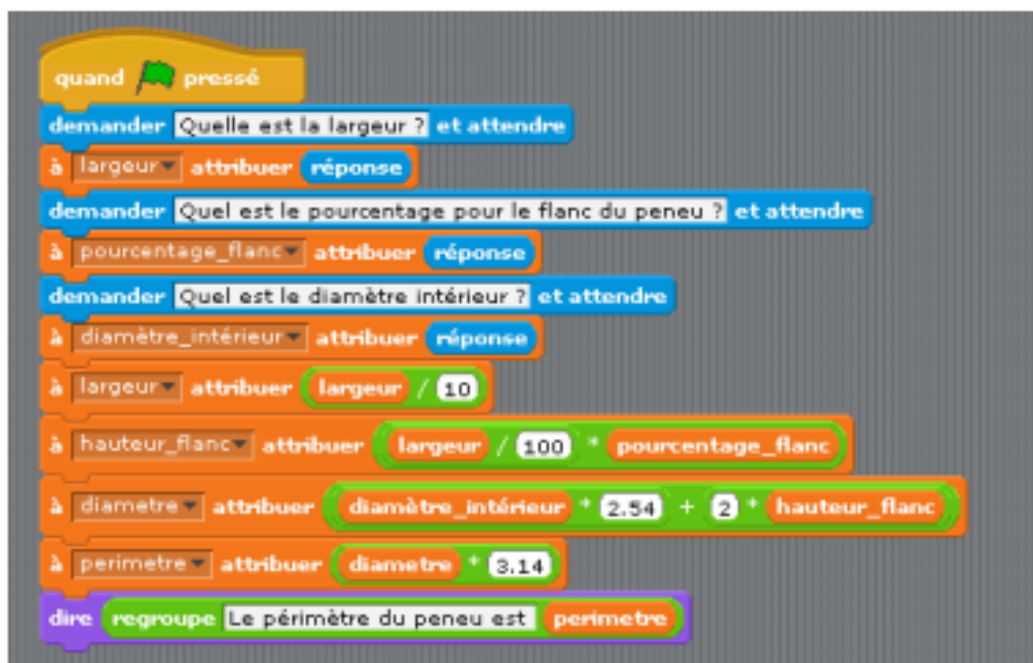 quand pressé
demander Quelle est la largeur ? et attendre
à largeur attribuer réponse
demander Quel est le pourcentage pour le flanc du peneu ? et attendre
à pourcentage_flanc attribuer réponse
demander Quel est le diamètre intérieur ? et attendre
à diamètre_intérieur attribuer réponse
à largeur attribuer largeur / 10
à hauteur_flanc attribuer largeur / 100 * pourcentage_flanc
à diametre attribuer diamètre_intérieur * 2.54 + 2 * hauteur_flanc
à perimetre attribuer diametre * 3.14
dire regroupe Le périmètre du peneu est perimetre